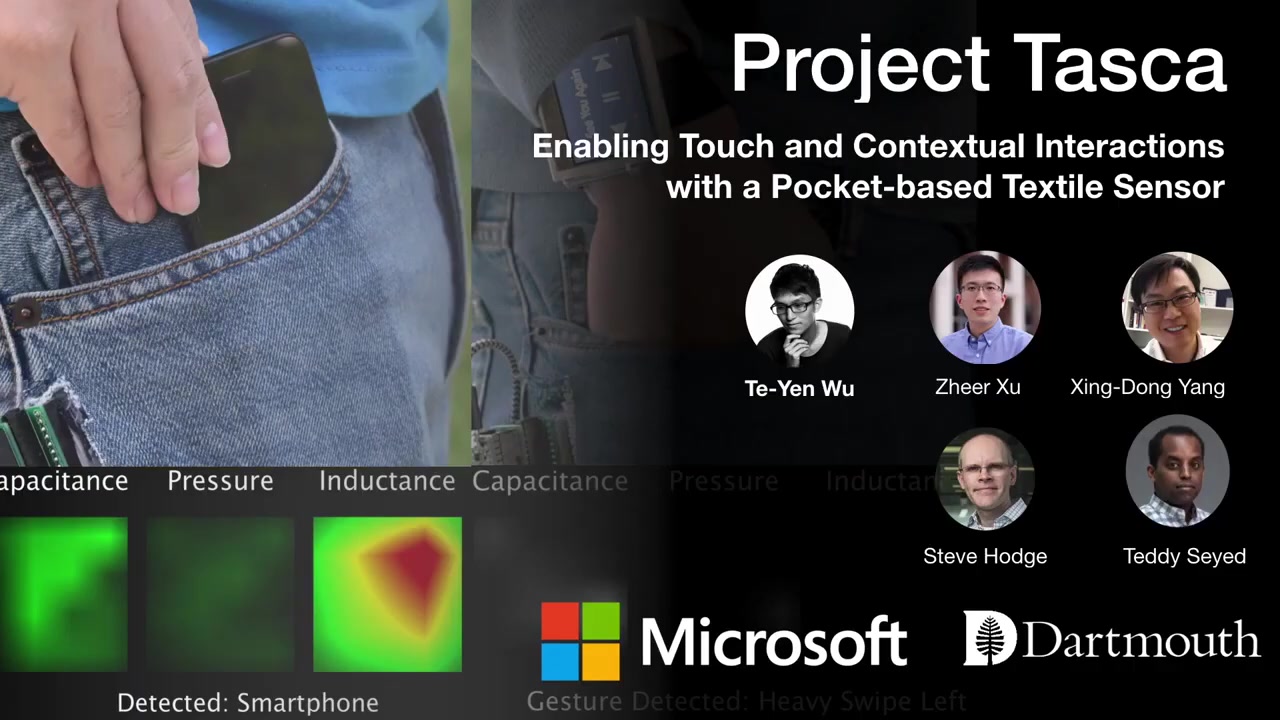 Project Tasca
Enabling Touch and Contextual Interactions
with a Pocket-based Textile Sensor
Te-Yen Wu
Zheer Xu
Xing-Dong Yang
Steve Hodge
Teddy Seyed
apacitance
Pressure
Inductance
Capacitance
Pressure
Inductan
Detected: Smartphone
Gesture Detected: Heavy Swipe Left
Microsoft
Dartmouth